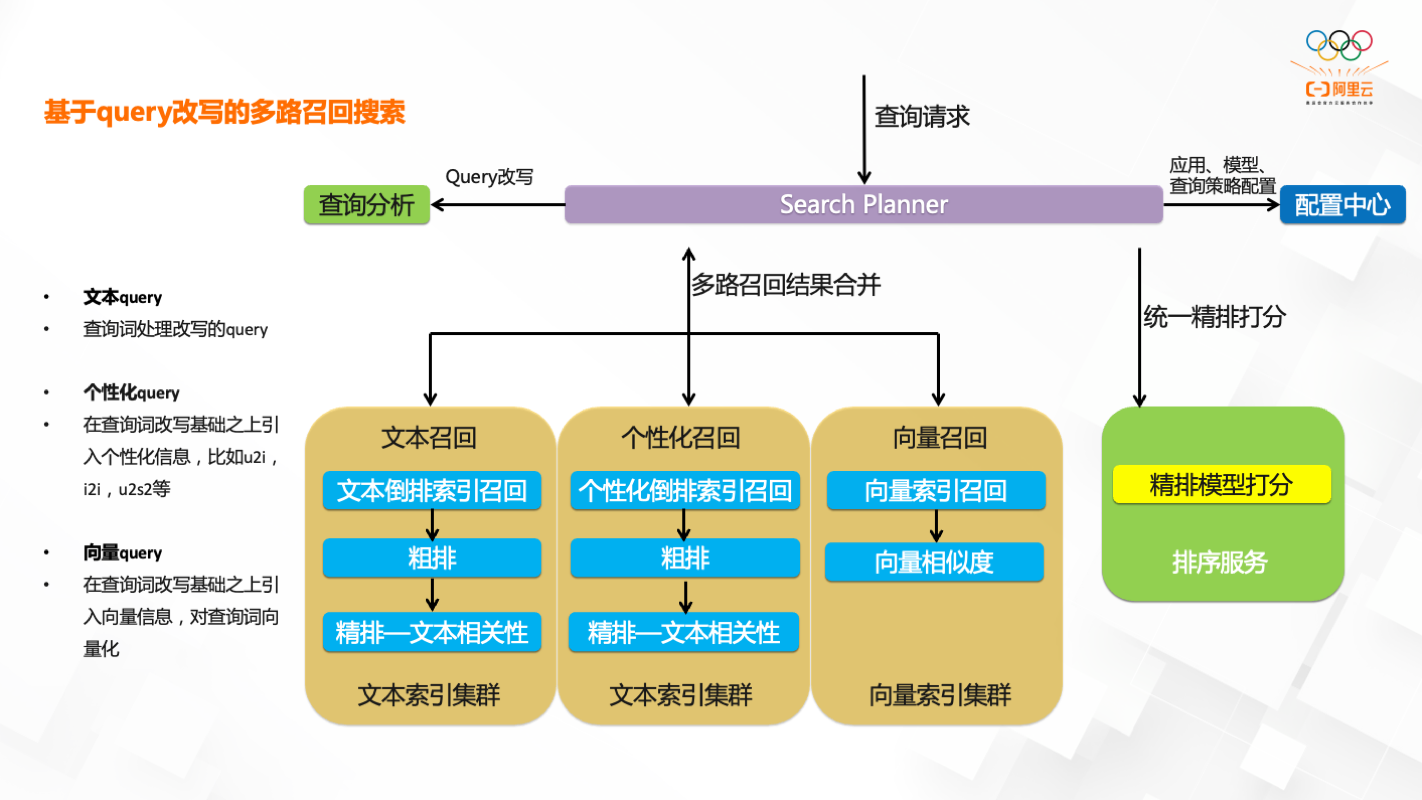 阿里云
基于query改写的多路召回搜索
查询请求
Query改写
应用、模型、
查询策略配置
查询分析
Search Planner
配置中心
多路召回结果合并
统一精排打分
• 文本query
• 查询词处理改写的query
• 个性化query
• 在查询词改写基础之上引
入个性化信息，比如u2i，
i2i，u2s2等
• 向量query
• 在查询词改写基础之上引
入向量信息，对查询词向
量化
文本召回
文本倒排索引召回
粗排
精排—文本相关性
文本索引集群
个性化召回
个性化倒排索引召回
粗排
精排—文本相关性
文本索引集群
向量召回
向量索引召回
向量相似度
向量索引集群
精排模型打分
排序服务